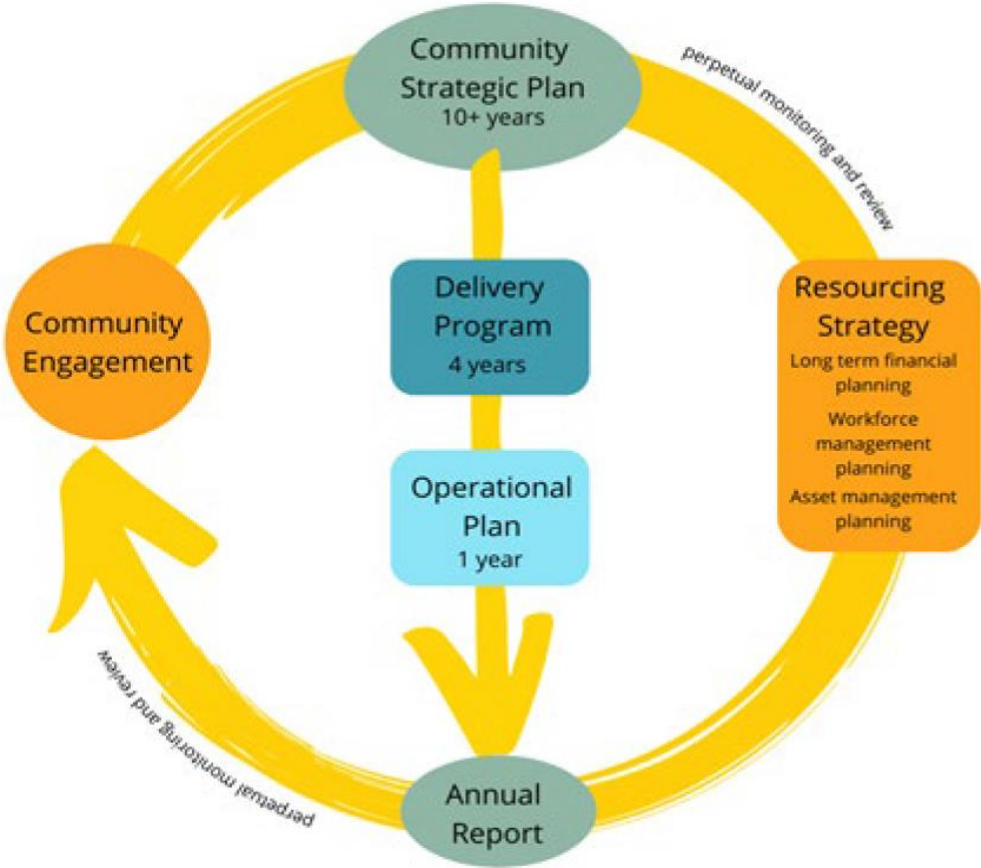 Community
Strategic Plan
10+ years
perpetual monitoring and review
Community
Engagement
Delivery
Program
4 years
Resourcing
Strategy
Long term financial
planning
Workforce
management
planning
Asset management
planning
Operational
Plan
1 year
perpetual monitoring and review
Annual
Report